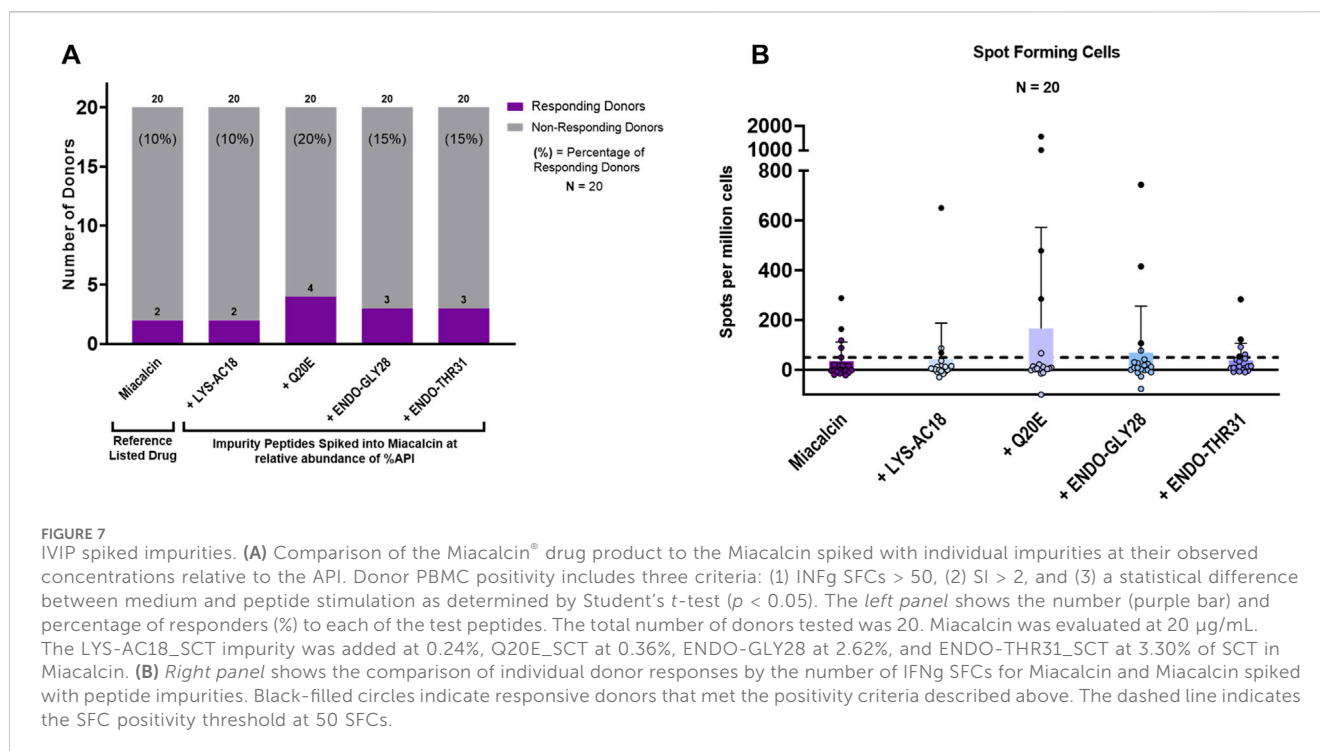 A
Number of Donors
20
15
10
5
0
20 20 20 20 20
(10%) (10%) (20%) (15%) (15%)
2 2 4 3 3
Miacalcin
+ LYS-AC18
+ Q20E
+ ENDO-GLY28
+ ENDO-THR31
Reference
Listed Drug
Impurity Peptides Spiked into Miacalcin at
relative abundance of %API
Responding Donors
Non-Responding Donors
(%) = Percentage of
Responding Donors
N = 20
B
Spot Forming Cells
N = 20
Spots per million cells
2000
1000
800
600
400
200
0
Miacalcin
+ LYS-AC18
+ Q20E
+ ENDO-GLY28
+ ENDO-THR31
FIGURE 7
IVIP spiked impurities. (A) Comparison of the Miacalcin® drug product to the Miacalcin spiked with individual impurities at their observed
concentrations relative to the API. Donor PBMC positivity includes three criteria: (1) INFg SFCs > 50, (2) SI > 2, and (3) a statistical difference
between medium and peptide stimulation as determined by Student's t-test (p < 0.05). The left panel shows the number (purple bar) and
percentage of responders (%) to each of the test peptides. The total number of donors tested was 20. Miacalcin was evaluated at 20 µg/mL.
The LYS-AC18_SCT impurity was added at 0.24%, Q20E_SCT at 0.36%, ENDO-GLY28 at 2.62%, and ENDO-THR31_SCT at 3.30% of SCT in
Miacalcin. (B) Right panel shows the comparison of individual donor responses by the number of IFNg SFCs for Miacalcin and Miacalcin spiked
with peptide impurities. Black-filled circles indicate responsive donors that met the positivity criteria described above. The dashed line indicates
the SFC positivity threshold at 50 SFCs.